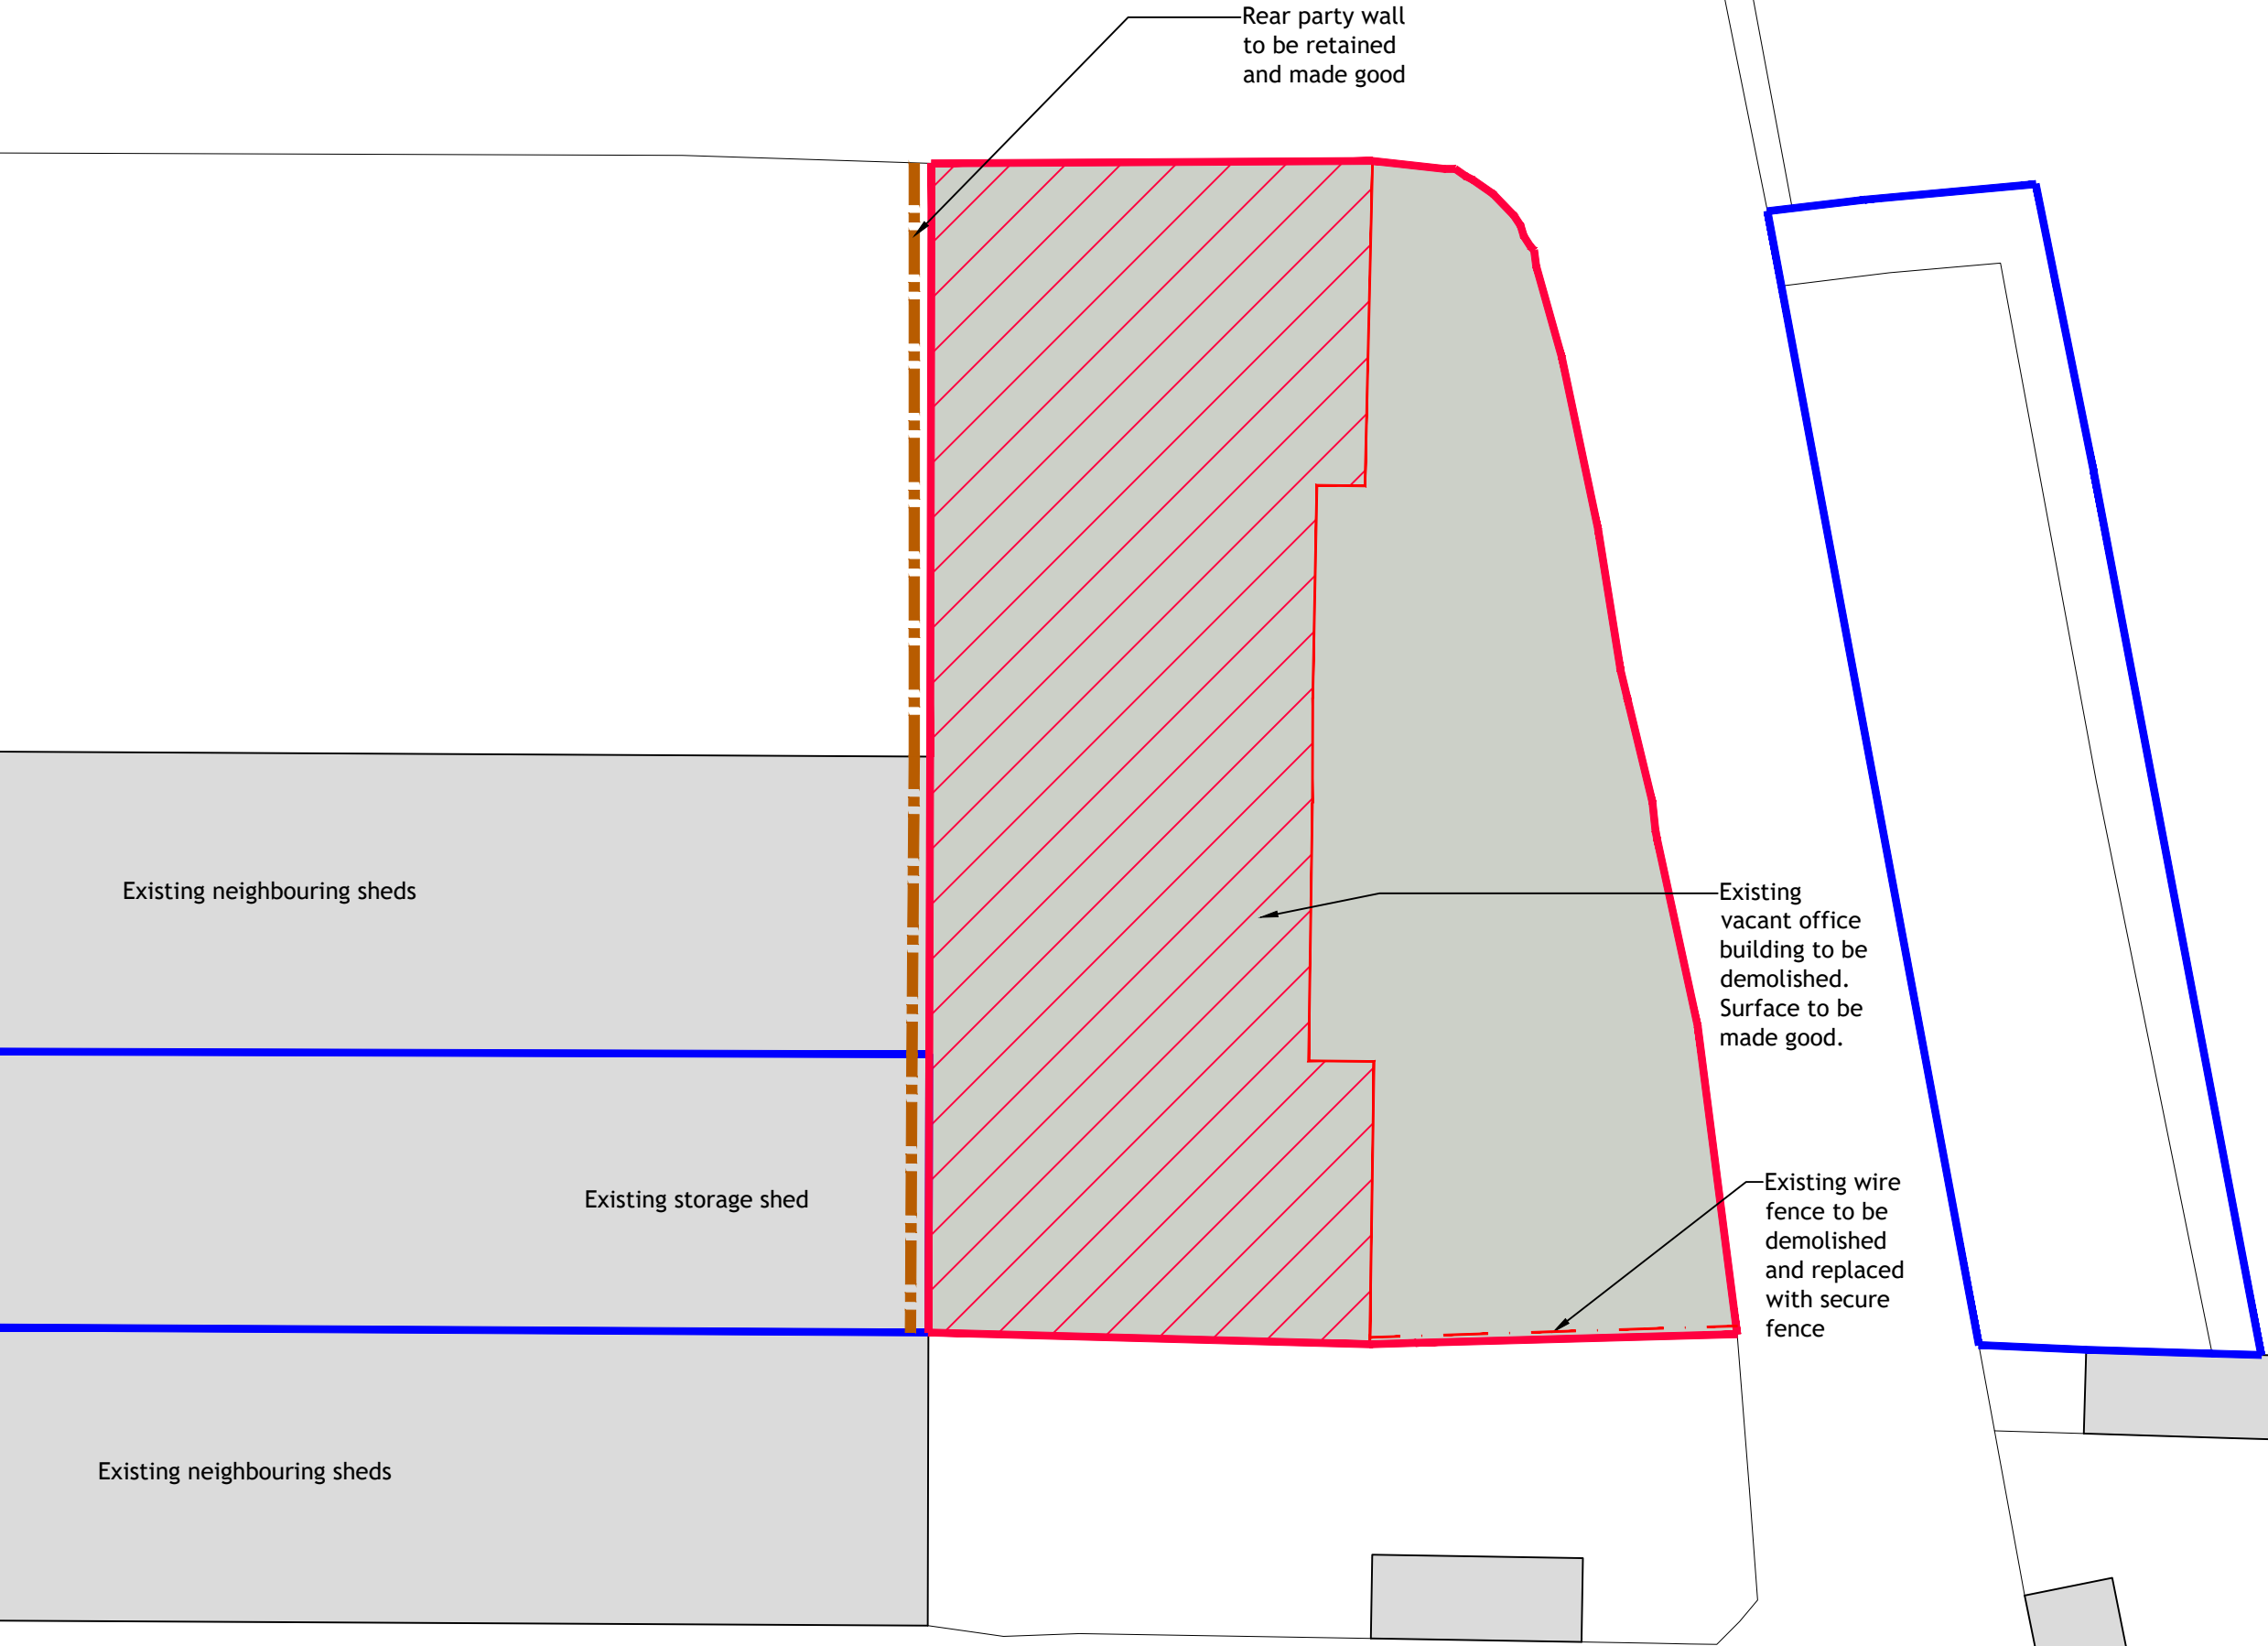 Rear party wall
to be retained
and made good
Existing neighbouring sheds
Existing
vacant office
building to be
demolished.
Surface to be
made good.
Existing storage shed
Existing wire
fence to be
demolished
and replaced
with secure
fence
Existing neighbouring sheds